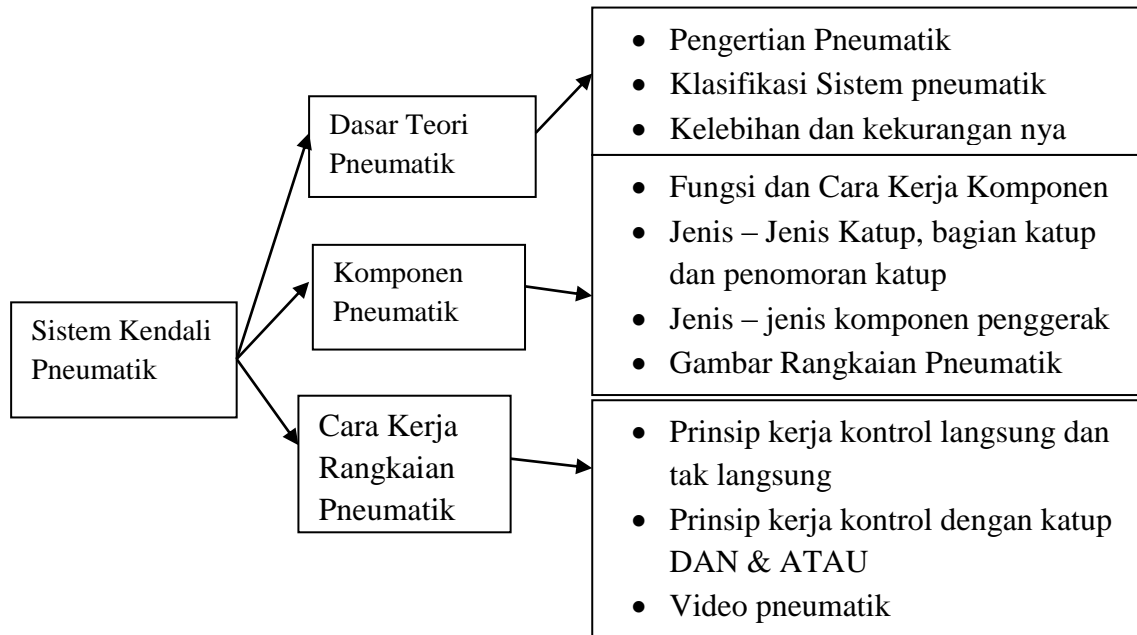 Sistem Kendali
Pneumatik
Dasar Teori
Pneumatik
• Pengertian Pneumatik
• Klasifikasi Sistem pneumatik
• Kelebihan dan kekurangan nya
Komponen
Pneumatik
• Fungsi dan Cara Kerja Komponen
• Jenis – Jenis Katup, bagian katup
dan penomoran katup
• Jenis – jenis komponen penggerak
• Gambar Rangkaian Pneumatik
Cara Kerja
Rangkaian
Pneumatik
• Prinsip kerja kontrol langsung dan
tak langsung
• Prinsip kerja kontrol dengan katup
DAN & ATAU
• Video pneumatik